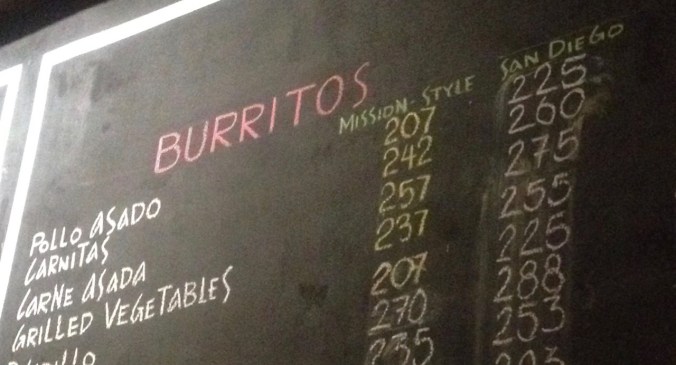 BURRITOS MISSION-STYLE SAN DIEGO
POLLO ASADO 207 225
CARNITAS 242 260
CARNE ASADA 257 275
GRILLED VEGETABLES 237 255
207 225
270 288
235 253